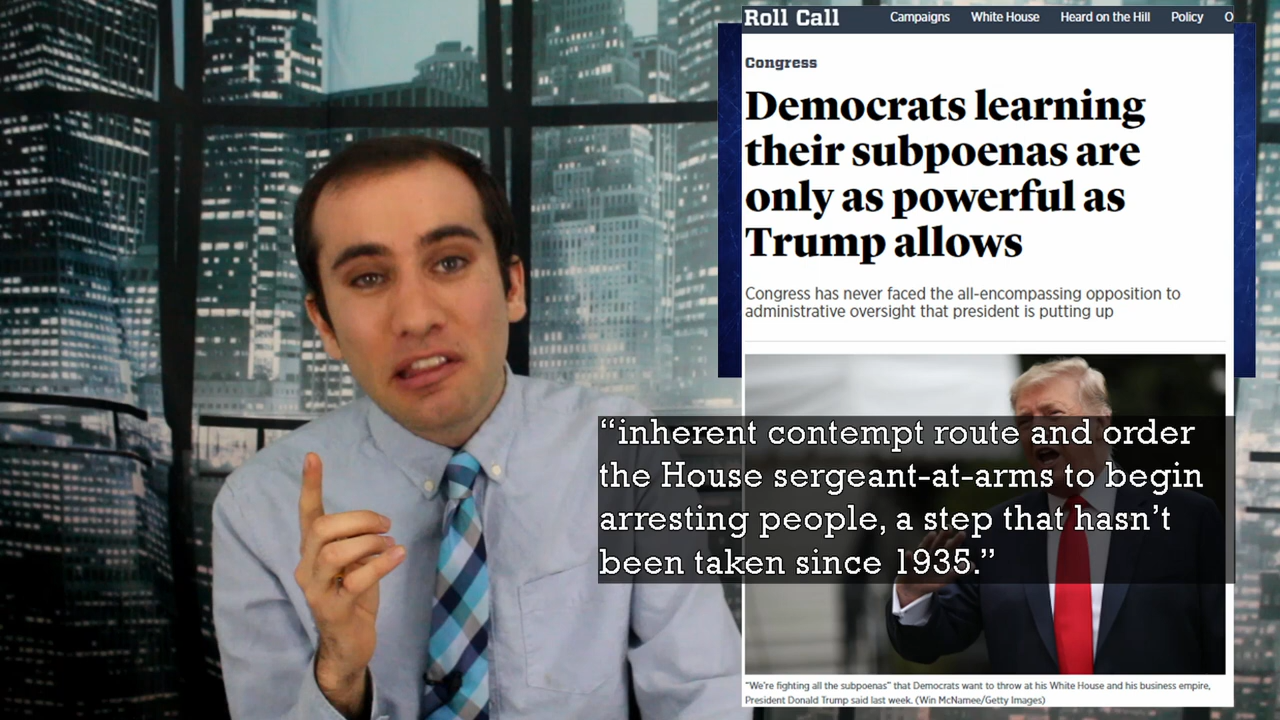 Roll Call
Campaigns White House Heard on the Hill Policy O
Congress
Democrats learning
their subpoenas are
only as powerful as
Trump allows
Congress has never faced the all-encompassing opposition to
administrative oversight that president is putting up
“inherent contempt route and order
the House sergeant-at-arms to begin
arresting people, a step that hasn’t
been taken since 1935.”
“We’re fighting all the subpoenas” that Democrats want to throw at his White House and his business empire,
President Donald Trump said last week. (Win McNamee/Getty Images)